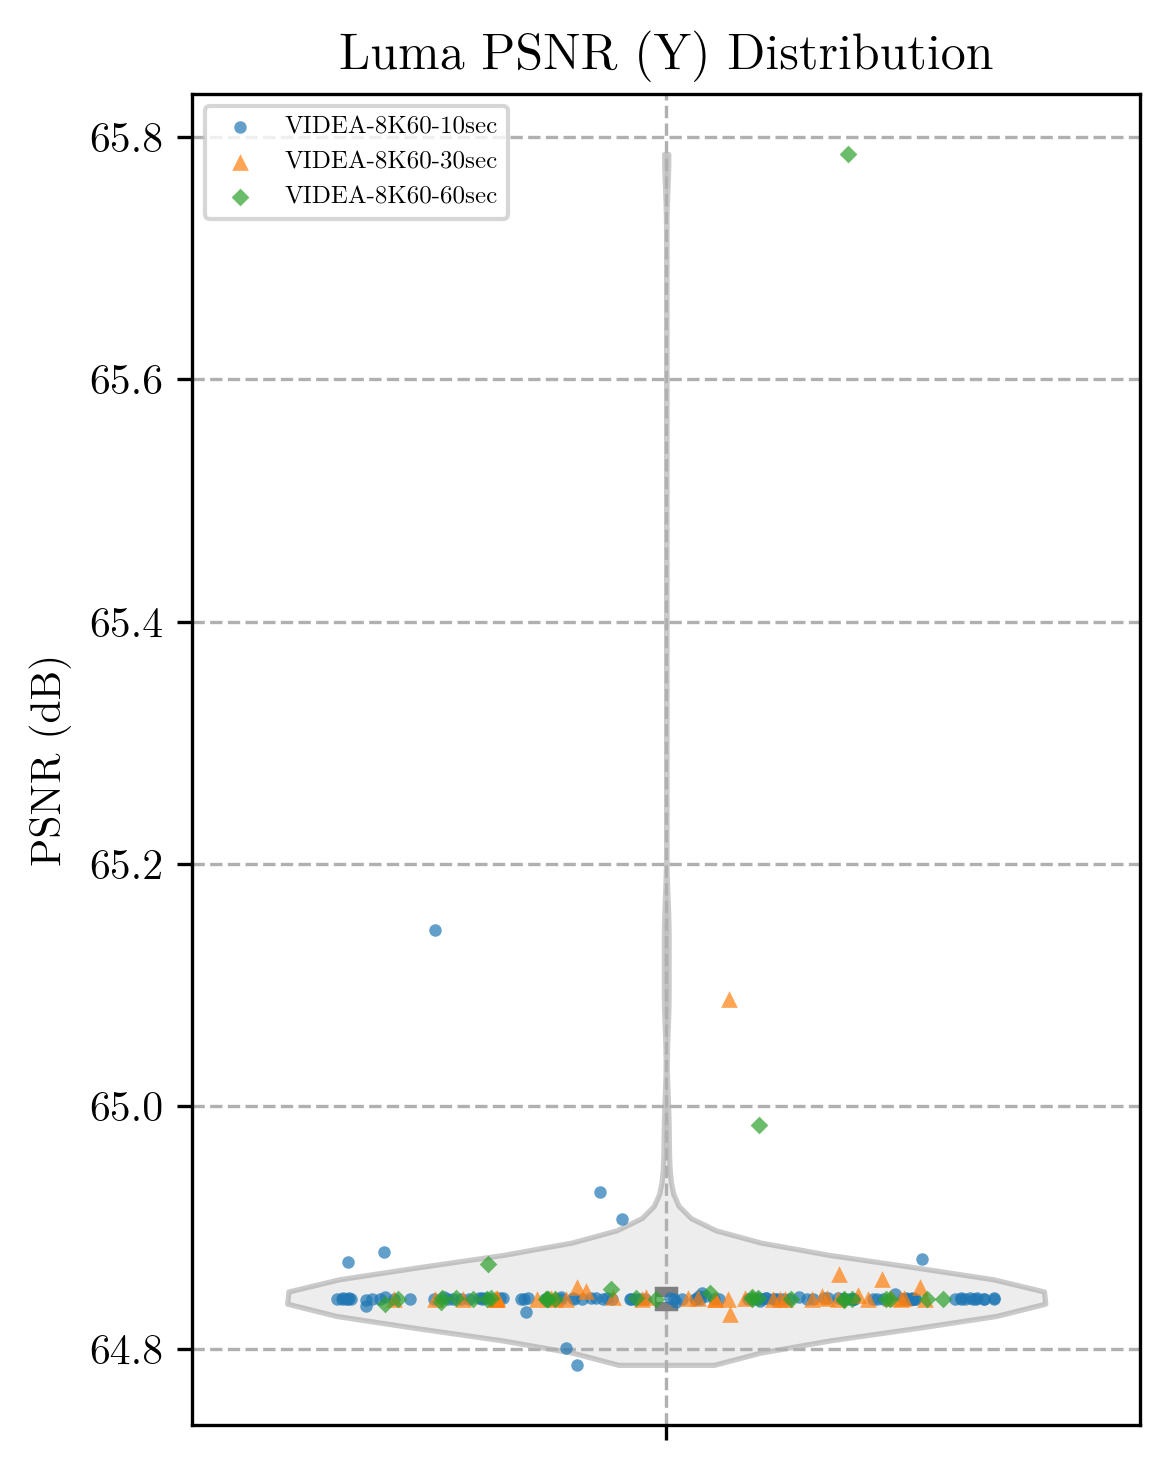 Luma PSNR (Y) Distribution
VIDEA-8K60-10sec
VIDEA-8K60-30sec
VIDEA-8K60-60sec
65.8
65.6
65.4
65.2
65.0
64.8
PSNR (dB)